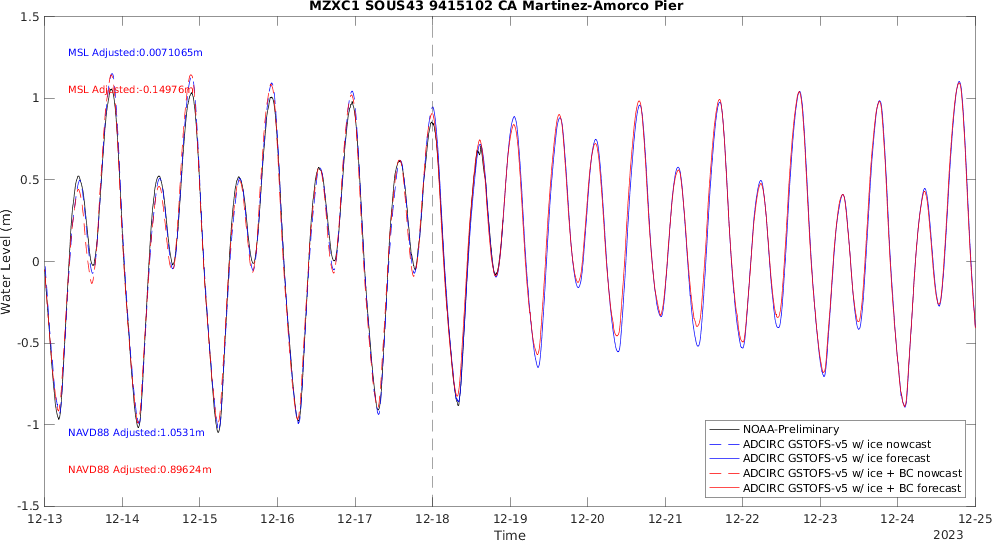 MZXC1 SOUS43 9415102 CA Martinez-Amorco Pier
MSL Adjusted:0.0071065m
MSL Adjusted:-0.14976m
NAVD88 Adjusted:1.0531m
NAVD88 Adjusted:0.89624m
Water Level (m)
1.5
1
0.5
0
-0.5
-1
-1.5
NOAA-Preliminary
ADCIRC GSTOFS-v5 w/ ice nowcast
ADCIRC GSTOFS-v5 w/ ice forecast
ADCIRC GSTOFS-v5 w/ ice + BC nowcast
ADCIRC GSTOFS-v5 w/ ice + BC forecast
12-13 12-14 12-15 12-16 12-17 12-18 12-19 12-20 12-21 12-22 12-23 12-24 12-25
Time
2023